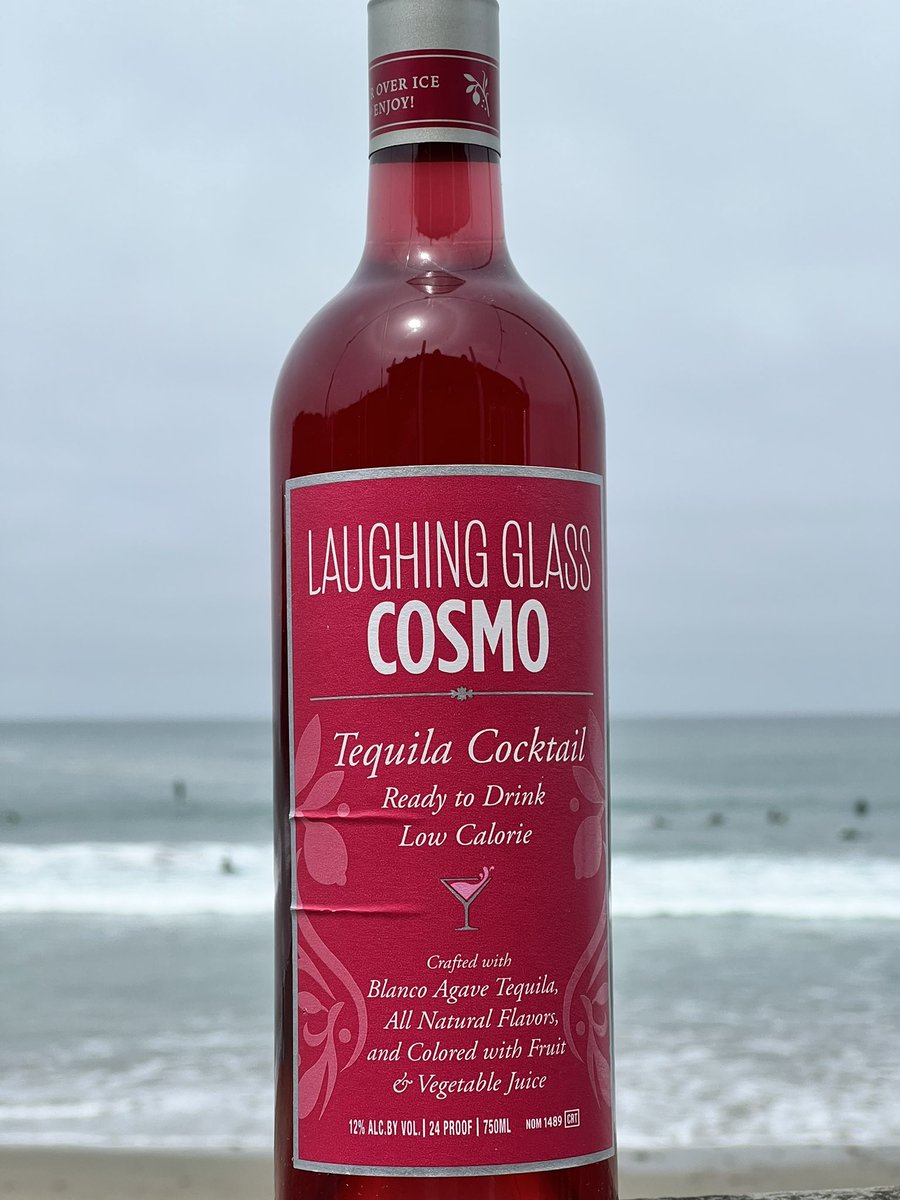 OVER ICE
ENJOY!
LAUGHING GLASS
COSMO
Tequila Cocktail
Ready to Drink
Low Calorie
Crafted with
Blanco Agave Tequila,
All Natural Flavors,
and Colored with Fruit
& Vegetable Juice
12% ALC.BY VOL. | 24 PROOF | 750ML NOM 1489 CRT